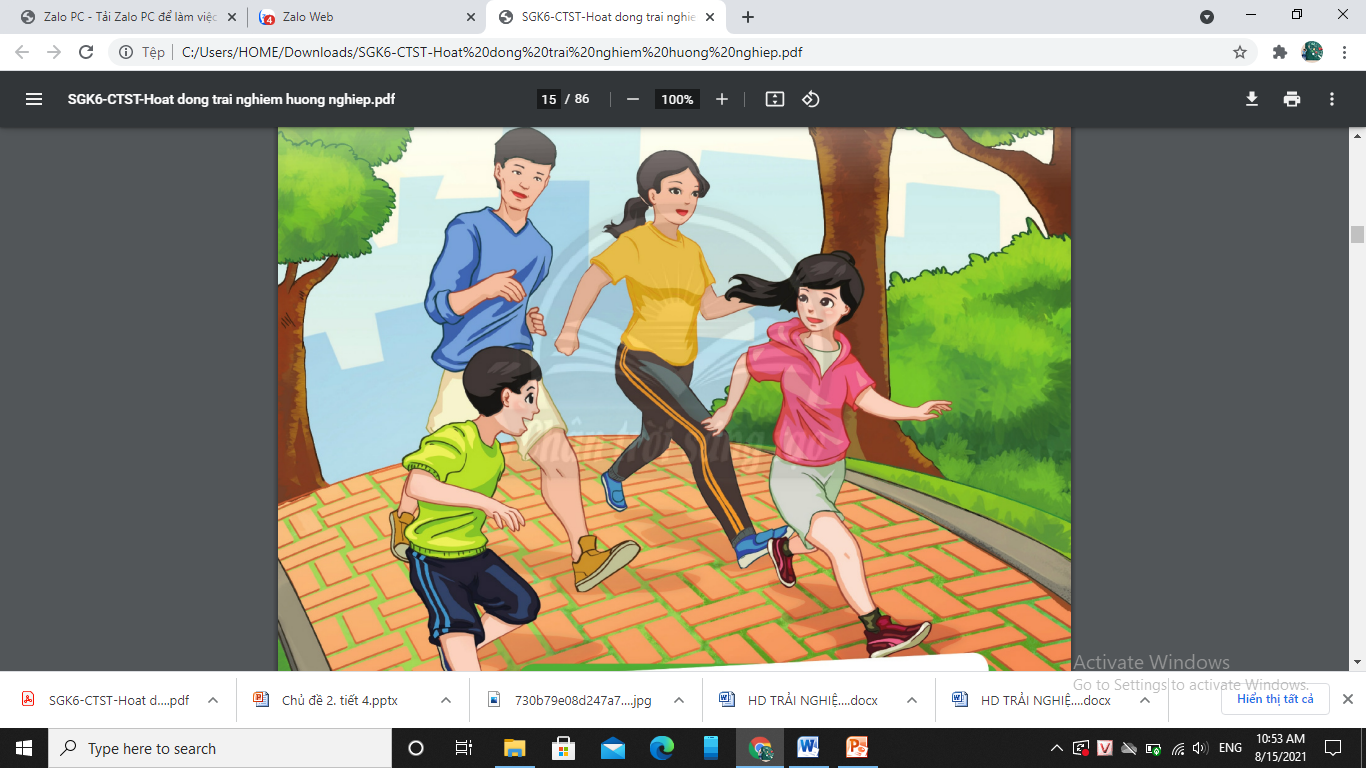 Zalo PC - Tải Zalo PC để làm việc
Zalo Web
SGK6-CTST-Hoat dong trai nghie
Tệp
C:/Users/HOME/Downloads/SGK6-CTST-Hoat%20dong%20trai%20nghiem%20huong%20nghiep.pdf
SGK6-CTST-Hoat dong trai nghiem huong nghiep.pdf
15 / 86
100%
Chân trời sáng tạo
Activate Windows
Go to Settings to activate Windows.
SGK6-CTST-Hoat d....pdf
Chủ đề 2. tiết 4.pptx
730b79e08d247a7....jpg
HD TRẢI NGHIỆ....docx
HD TRẢI NGHIỆ....docx
Hiển thị tất cả
Type here to search
ENG
10:53 AM
8/15/2021